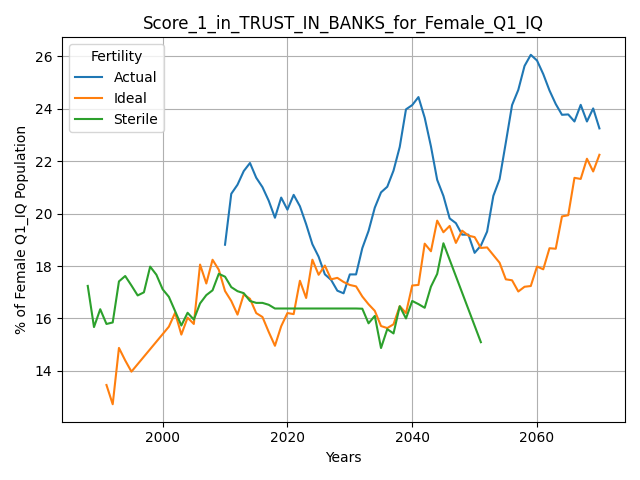 Score_1_in_TRUST_IN_BANKS_for_Female_Q1_IQ
Fertility
Actual
Ideal
Sterile
% of Female Q1_IQ Population
26
24
22
20
18
16
14
2000
2020
2040
2060
Years